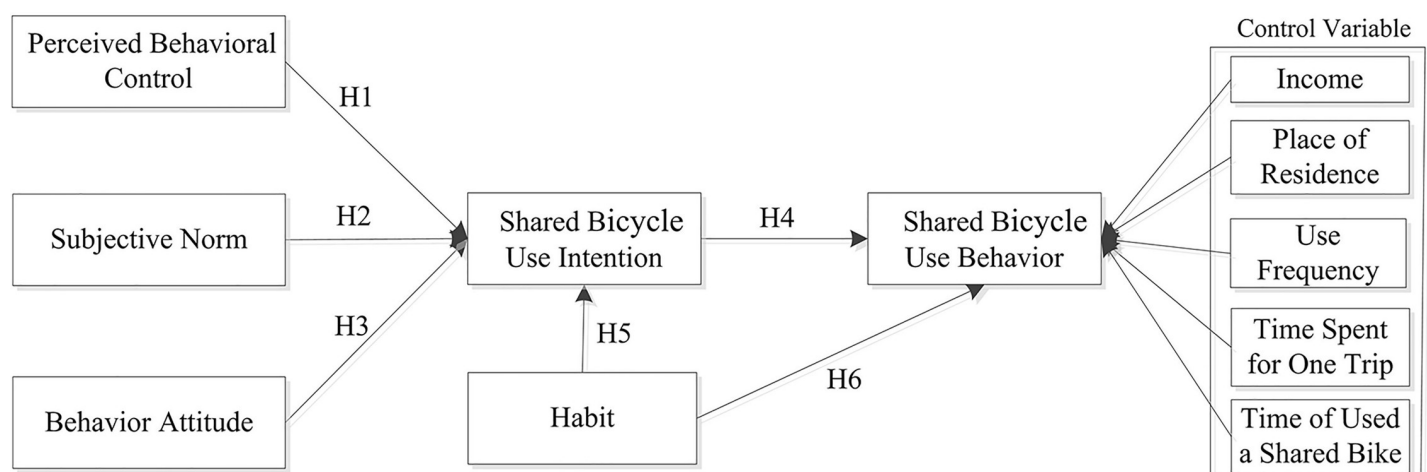 Perceived Behavioral
Control
H1
Subjective Norm
H2
Behavior Attitude
H3
Shared Bicycle
Use Intention
H4
H5
Habit
H6
Shared Bicycle
Use Behavior
Control Variable
Income
Place of
Residence
Use
Frequency
Time Spent
for One Trip
Time of Used
a Shared Bike